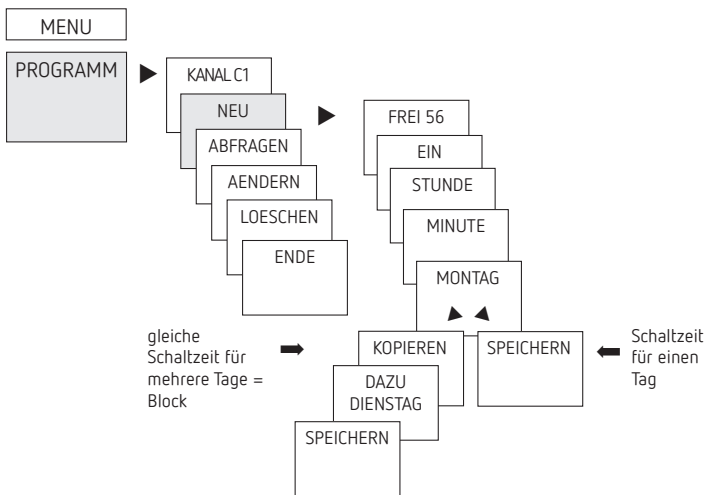 MENU
PROGRAMM
KANAL C1
NEU
ABFRAGEN
AENDERN
LOESCHEN
ENDE
FREI 56
EIN
STUNDE
MINUTE
MONTAG
gleiche
Schaltzeit für
mehrere Tage =
Block
KOPIEREN
DAZU
DIENSTAG
SPEICHERN
SPEICHERN
Schaltzeit
für einen
Tag